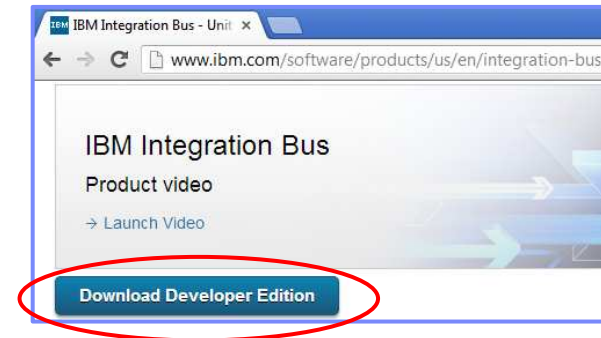 IBM IBM Integration Bus - Unit
www.ibm.com/software/products/us/en/integration-bus
IBM Integration Bus
Product video
→ Launch Video
Download Developer Edition